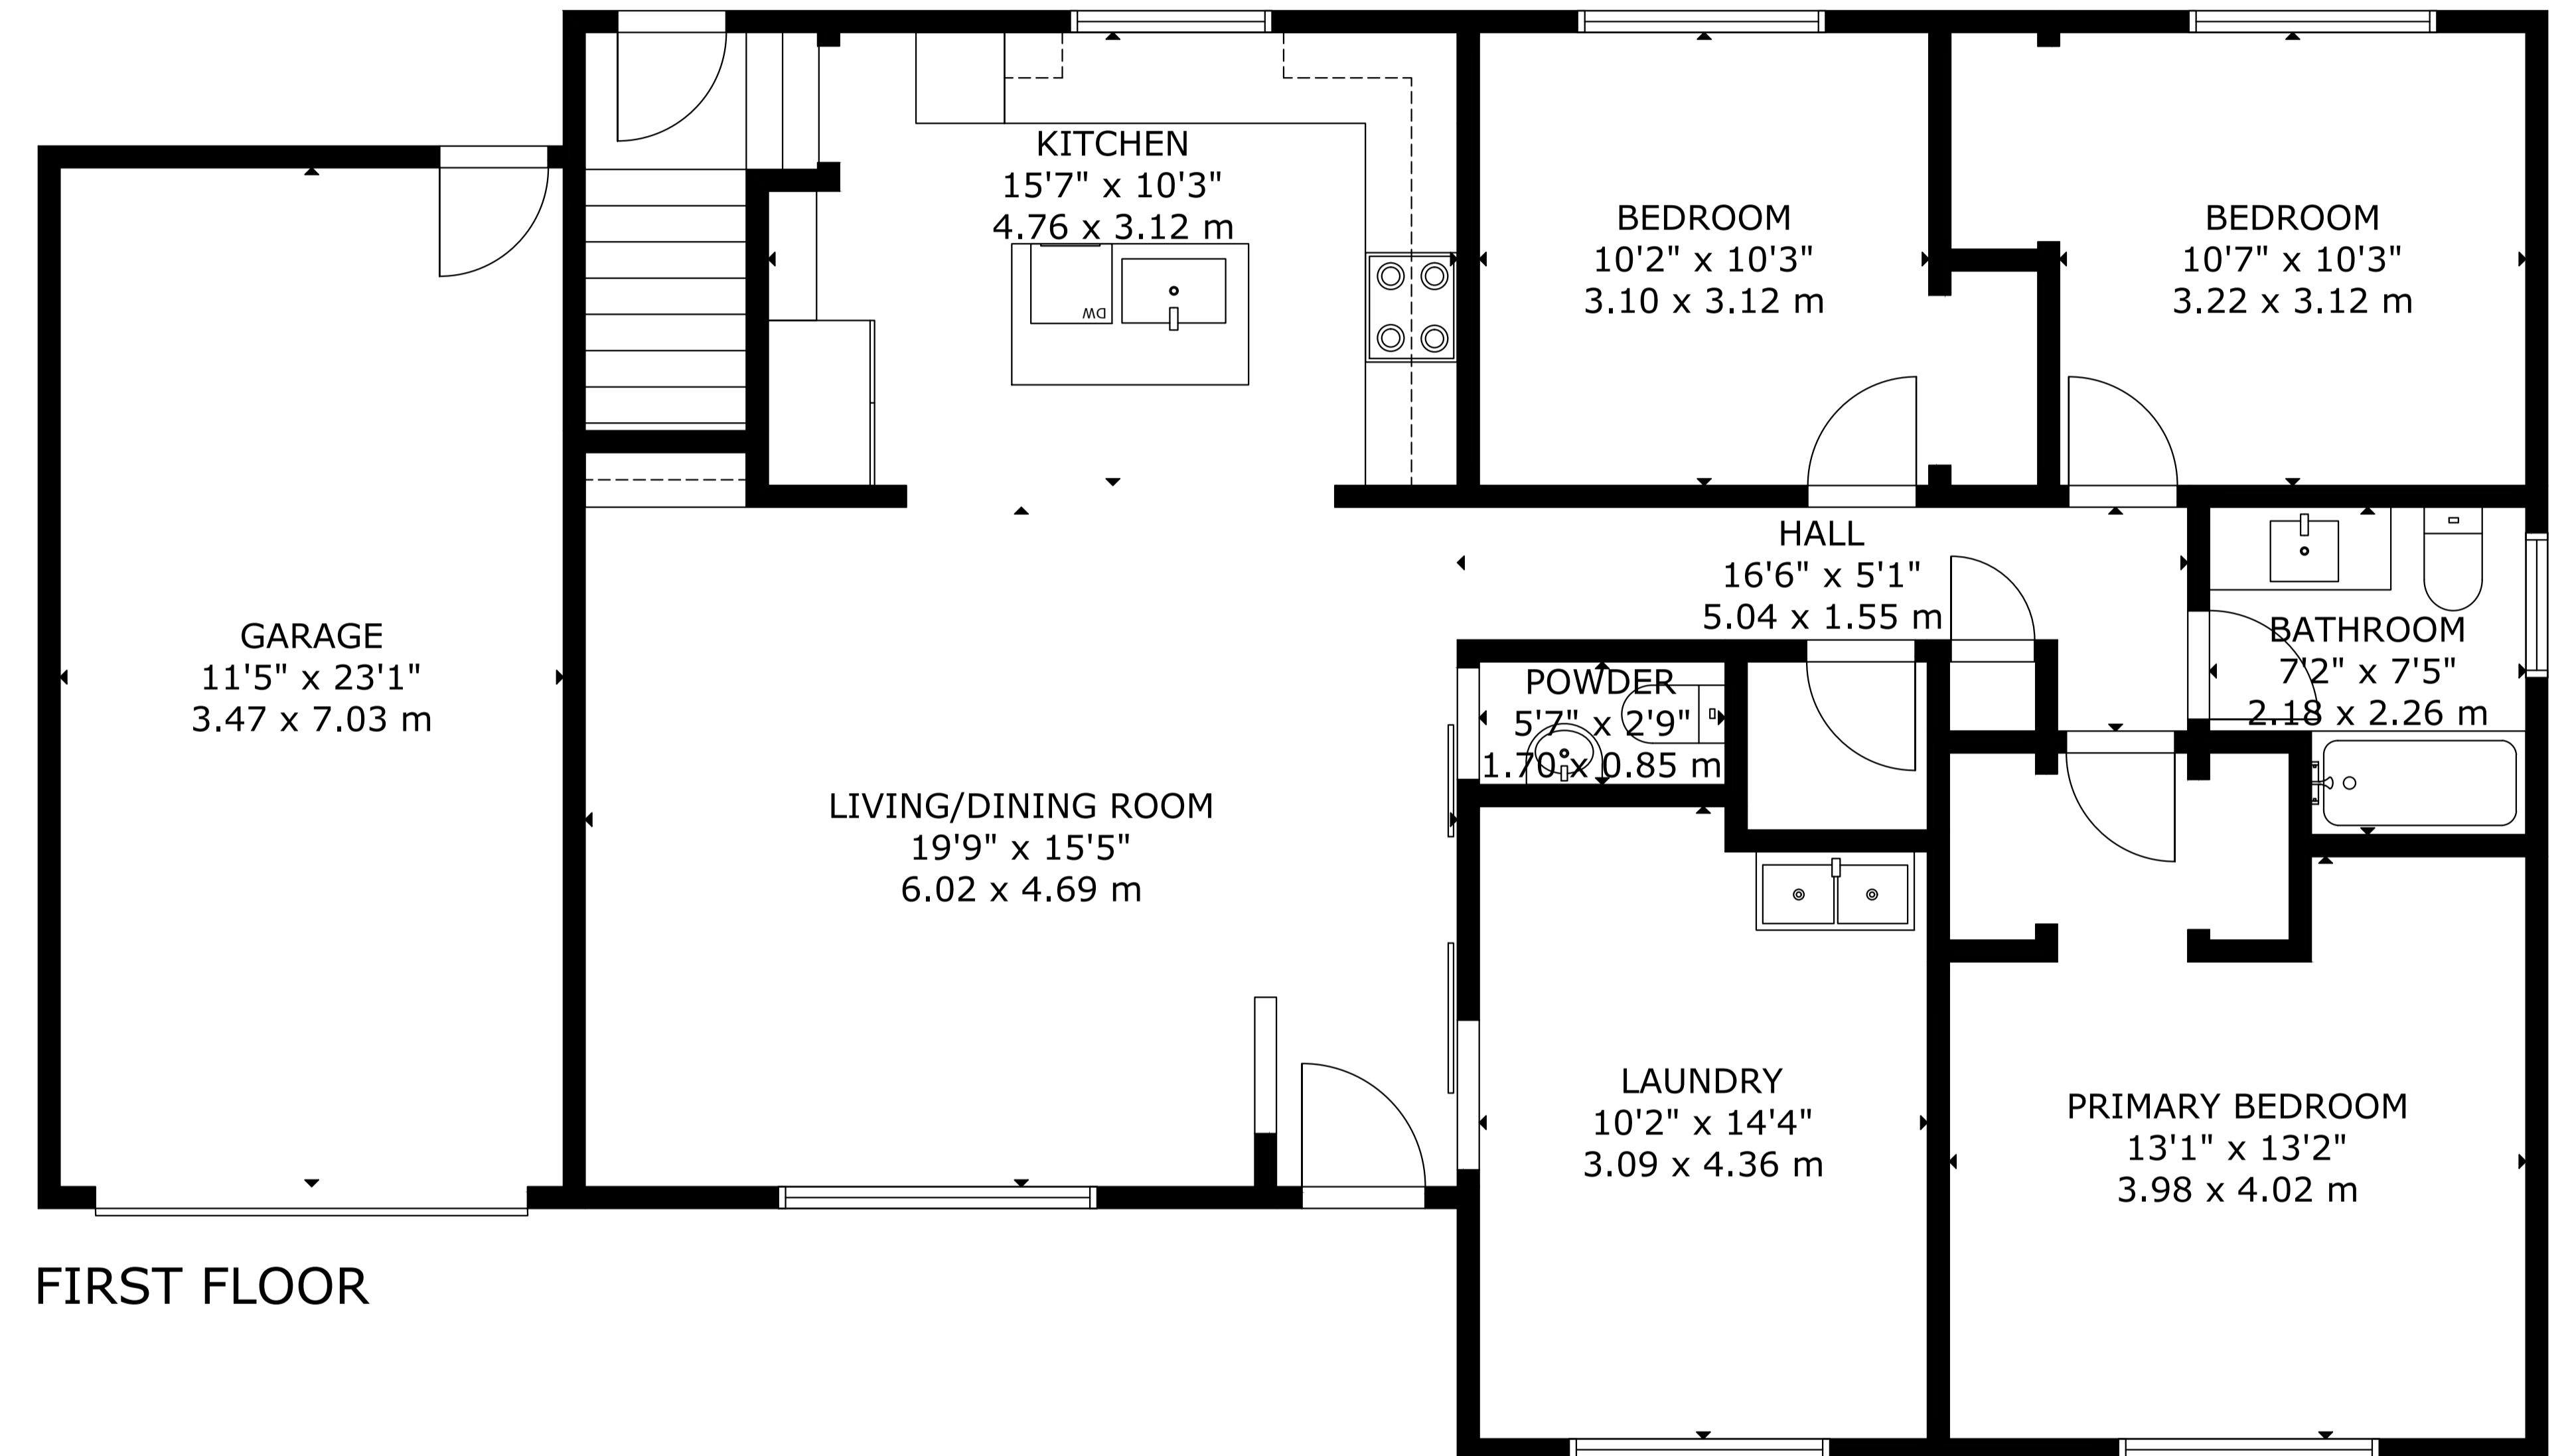 KITCHEN
15'7" x 10'3"
4.76 x 3.12 m
DW
BEDROOM
10'2" x 10'3"
3.10 x 3.12 m
BEDROOM
10'7" x 10'3"
3.22 x 3.12 m
HALL
16'6" x 5'1"
5.04 x 1.55 m
GARAGE
11'5" x 23'1"
3.47 x 7.03 m
BATHROOM
7'2" x 7'5"
2.18 x 2.26 m
POWDER
5'7" x 2'9"
1.70 x 0.85 m
LIVING/DINING ROOM
19'9" x 15'5"
6.02 x 4.69 m
LAUNDRY
10'2" x 14'4"
3.09 x 4.36 m
PRIMARY BEDROOM
13'1" x 13'2"
3.98 x 4.02 m
FIRST FLOOR